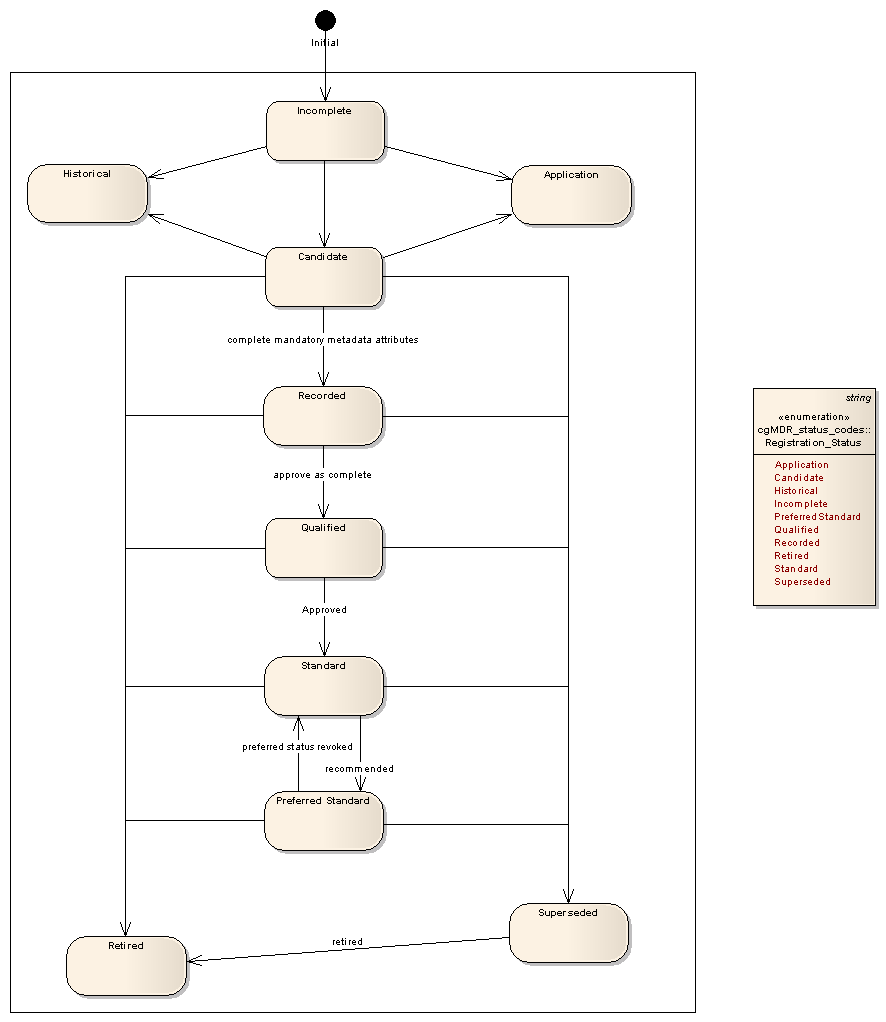 Initial
Incomplete
Historical
Application
Candidate
complete mandatory metadata attributes
Recorded
approve as complete
Qualified
Approved
Standard
preferred status revoked
recommended
Preferred Standard
Superseded
retired
Retired
string
«enumeration»
cgMDR_status_codes::
Registration_Status
Application
Candidate
Historical
Incomplete
Preferred Standard
Qualified
Recorded
Retired
Standard
Superseded